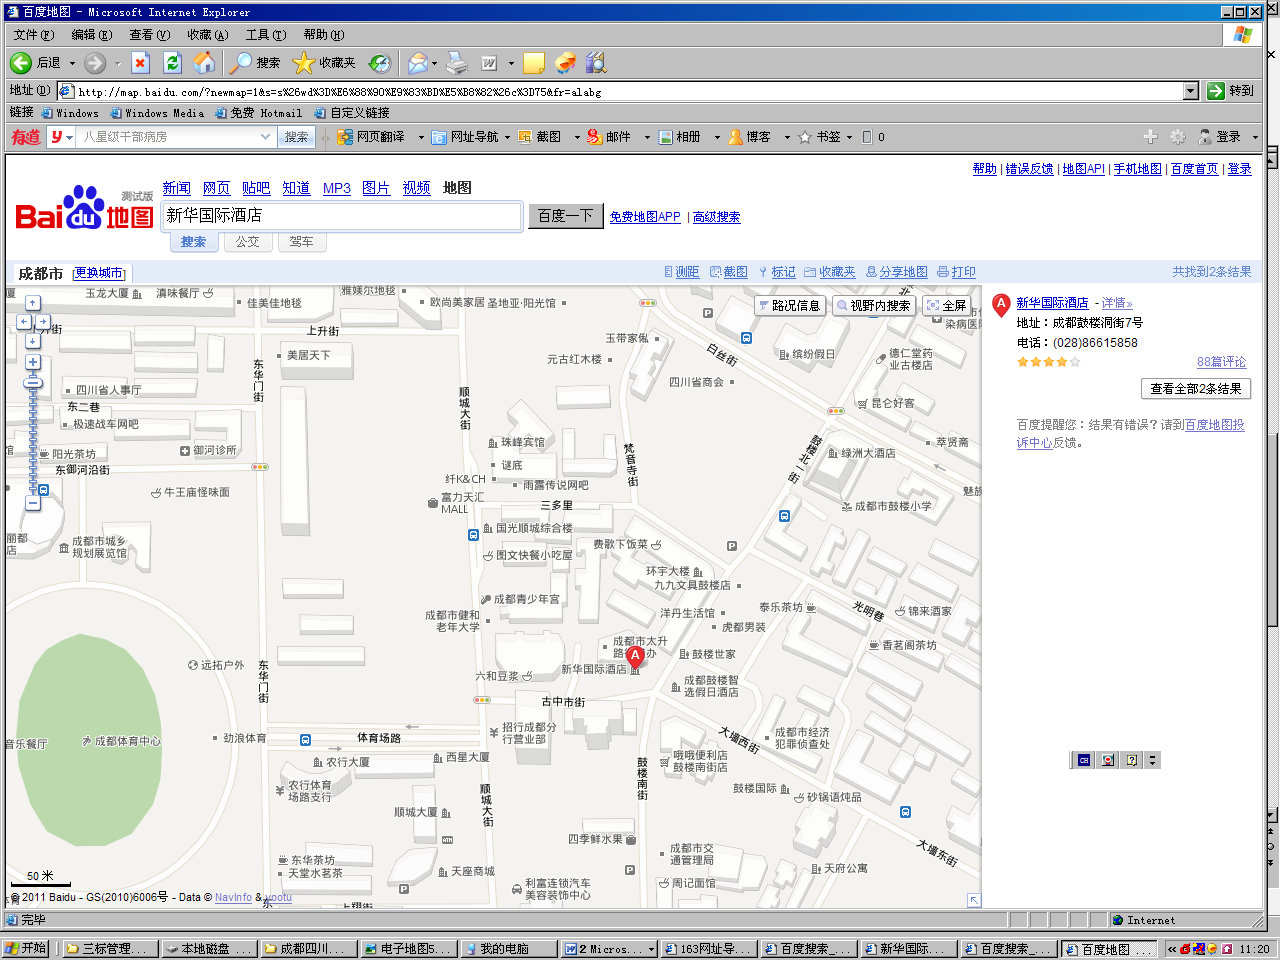 百度地图 - Microsoft Internet Explorer
文件(F) 编辑(E) 查看(V) 收藏(A) 工具(T) 帮助(H)
后退 搜索 收藏夹
地址(D) http://map.baidu.com/?newmap=1&s=s%26wd%3D%E6%88%90%E9%83%BD%E5%B8%82%26c%3D75&fr=alabg 转到
链接 Windows Windows Media 免费 Hotmail 自定义链接
有道 y 八星级干部病房 搜索 网页翻译 网址导航 截图 邮件 相册 博客 书签 0 登录
帮助 | 错误反馈 | 地图API | 手机地图 | 百度首页 | 登录
Bai du 地图 测试版
新闻 网页 贴吧 知道 MP3 图片 视频 地图
新华国际酒店 百度一下 免费地图APP | 高级搜索
搜索 公交 驾车
成都市 [更换城市] 测距 截图 标记 收藏夹 分享地图 打印 共找到2条结果
路况信息 视野内搜索 全屏
玉龙大厦
滇味餐厅
佳美佳地毯
雅娱尔地毯
欧尚美家居
圣地亚·阳光馆
上升街
上升街
东华门街
美居天下
四川省人事厅
东二巷
极速战车网吧
阳光茶坊
御河诊所
东御河沿街
牛王庙怪味面
顺城大街
玉带家俬
元古红木楼
四川省商会
白丝街
缤纷假日
德仁堂药
业古楼店
染病医
昆仑好客
萃贤斋
珠峰宾馆
谜底
纤K&CH
雨露传说网吧
富力天汇
MALL
三多里
梵音寺街
鼓楼北一街
绿洲大酒店
成都市鼓楼小学
魅族
丽都
店
成都市城乡
规划展览馆
国光顺城综合楼
图文快餐小吃屋
费歌下饭菜
环宇大楼
九九文具鼓楼店
成都青少年宫
成都市健和
老年大学
洋丹生活馆
虎都男装
泰乐茶坊
光明巷
锦来酒家
香茗阁茶坊
远拓户外
东华门街
成都市太升
新华国际酒店
六和豆浆
鼓楼世家
成都鼓楼智
选假日酒店
古中市街
招行成都分
行营业部
大墙西街
成都市经济
犯罪侦查处
音乐餐厅
成都体育中心
劲浪体育
体育场路
农行大厦
西星大厦
农行体育
场路支行
鼓楼南街
哦哦便利店
鼓楼南街店
鼓楼国际
砂锅语炖品
顺城大厦
顺城大街
四季鲜水果
大墙东街
东华茶坊
天堂水茗茶
天座商城
成都市交
通管理局
天府公寓
利富连锁汽车
美容装饰中心
周记面馆
上翔街
50 米
© 2011 Baidu - GS(2010)6006号 - Data © NavInfo & yootu
A 新华国际酒店 - 详情»
地址：成都鼓楼洞街7号
电话：(028)86615858
88篇评论
查看全部2条结果
百度提醒您：结果有错误？请到百度地图投
诉中心反馈。
CH
完毕 Internet
开始 三标管理... 本地磁盘 ... 成都四川... 电子地图5... 我的电脑 2 Micros... 163网址导... 百度搜索_... 新华国际... 百度搜索_... 百度地图 ... 11:20